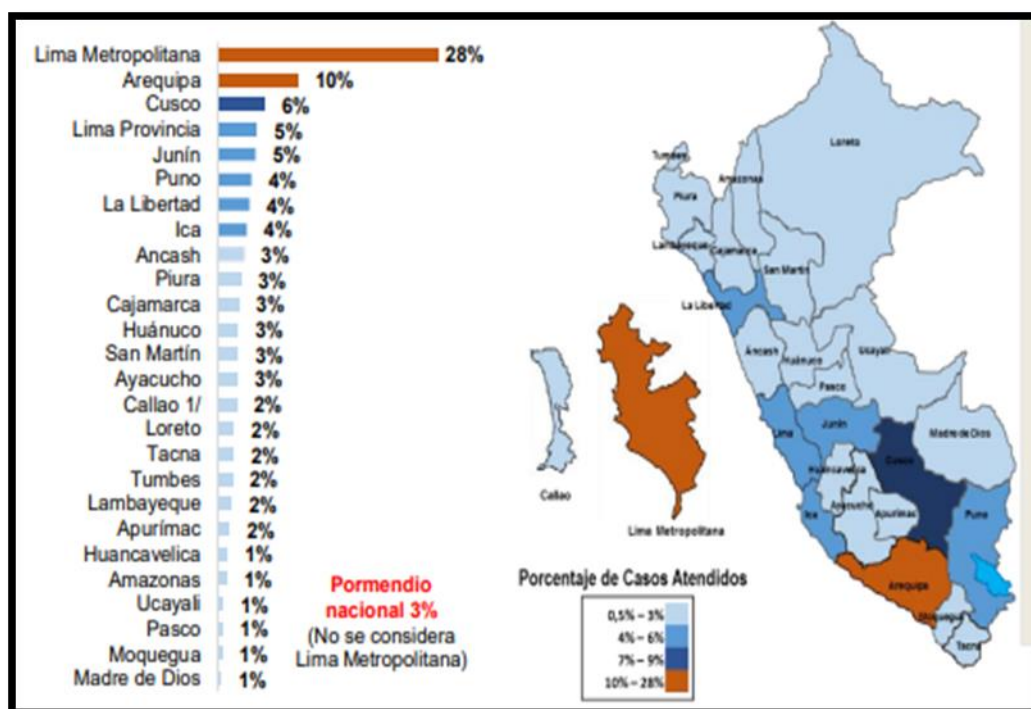 Lima Metropolitana 28%
Arequipa 10%
Cusco 6%
Lima Provincia 5%
Junín 5%
Puno 4%
La Libertad 4%
Ica 4%
Ancash 3%
Piura 3%
Cajamarca 3%
Huánuco 3%
San Martín 3%
Ayacucho 3%
Callao 1/ 2%
Loreto 2%
Tacna 2%
Tumbes 2%
Lambayeque 2%
Apurímac 2%
Huancavelica 1%
Amazonas 1%
Ucayali 1%
Pasco 1%
Moquegua 1%
Madre de Dios 1%
Pormendio
nacional 3%
(No se considera
Lima Metropolitana)
Loreto
Tumbes
Amazonas
Piura
Lambayeque
Cajamarca
San Martín
La Libertad
Ancash
Huánuco
Ucayali
Pasco
Junín
Lima
Madre de Dios
Cusco
Huancavelica
Ayacucho
Apurímac
Ica
Puno
Arequipa
Moquegua
Tacna
Callao
Lima Metropolitana
Porcentaje de Casos Atendidos
0,5% – 3%
4% – 6%
7% – 9%
10% – 28%